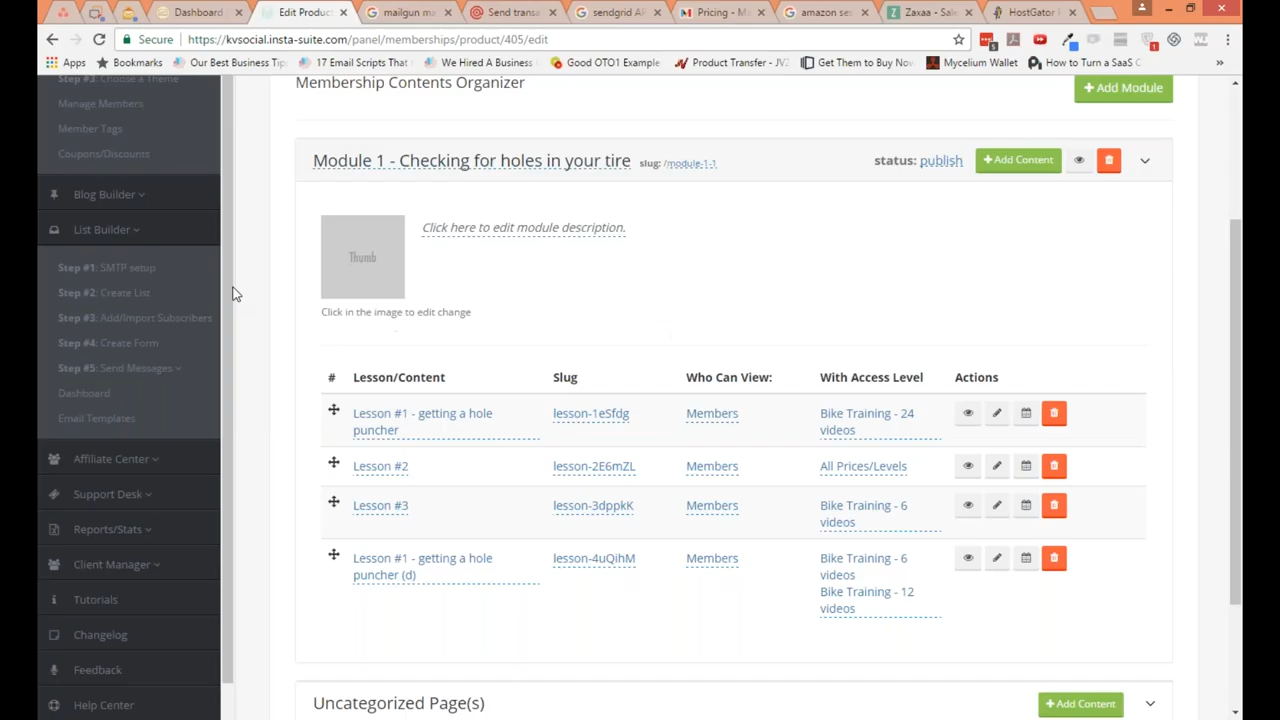 Dashboard
Edit Produc
mailgun ma
Send transa
sendgrid AP
Pricing - Ma
amazon ses
Zaxaa - Sale
HostGator
Secure
https://kvsocial.insta-suite.com/panel/memberships/product/405/edit
Apps
Bookmarks
Our Best Business Tip
17 Email Scripts That
We Hired A Business
Good OTO1 Example
Product Transfer - JVZ
Get Them to Buy Now
Mycelium Wallet
How to Turn a SaaS C
»
Step #3: Choose a Theme
Manage Members
Member Tags
Coupons/Discounts
Blog Builder
List Builder
Step #1: SMTP setup
Step #2: Create List
Step #3: Add/Import Subscribers
Step #4: Create Form
Step #5: Send Messages
Dashboard
Email Templates
Affiliate Center
Support Desk
Reports/Stats
Client Manager
Tutorials
Changelog
Feedback
Help Center
Membership Contents Organizer
Add Module
Module 1 - Checking for holes in your tire
slug: /module-1-1
status: publish
Add Content
Thumb
Click here to edit module description.
Click in the image to edit change
# Lesson/Content Slug Who Can View: With Access Level Actions
Lesson #1 - getting a hole puncher lesson-1eSfdg Members Bike Training - 24 videos
Lesson #2 lesson-2E6mZL Members All Prices/Levels
Lesson #3 lesson-3dppkK Members Bike Training - 6 videos
Lesson #1 - getting a hole puncher (d) lesson-4uQihM Members Bike Training - 6 videos
Bike Training - 12 videos
Uncategorized Page(s)
Add Content